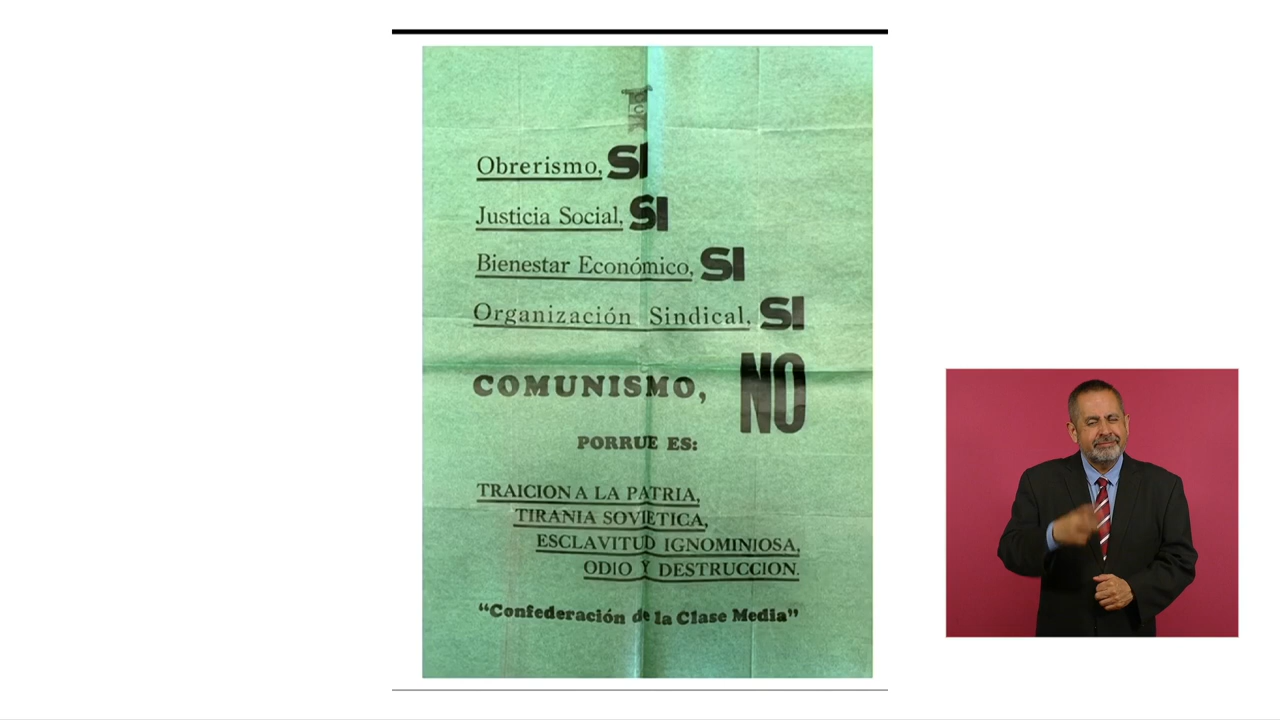 Obrerismo, SI
Justicia Social, SI
Bienestar Económico, SI
Organización Sindical, SI
COMUNISMO, NO
PORRUE ES:
TRAICION A LA PATRIA,
TIRANIA SOVIETICA,
ESCLAVITUD IGNOMINIOSA,
ODIO Y DESTRUCCION.
"Confederación de la Clase Media"